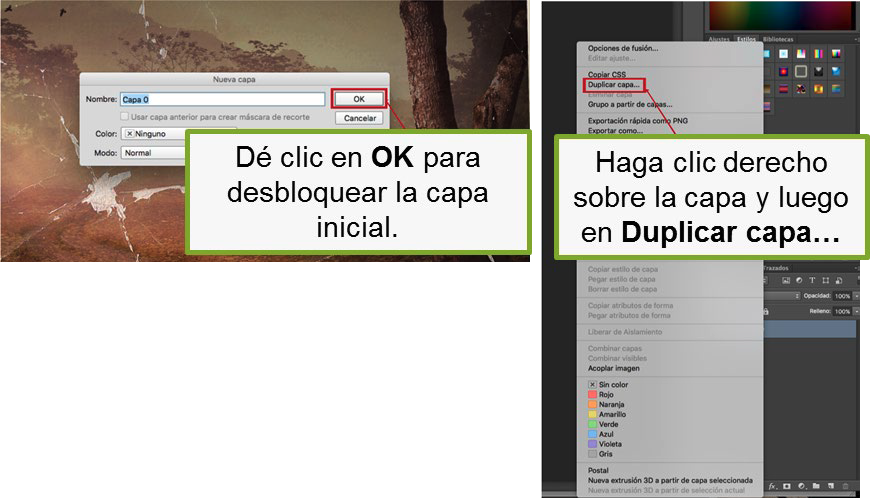 Nueva capa
Nombre: Capa 0
OK
Usar capa anterior para crear máscara de recorte
Cancelar
Color: Ninguno
Modo: Normal
Dé clic en OK para
desbloquear la capa
inicial.
Ajustes Estilos Bibliotecas
Opciones de fusión...
Editar ajuste...
Copiar CSS
Duplicar capa...
Eliminar capa
Grupo a partir de capas...
Exportación rápida como PNG
Exportar como...
Haga clic derecho
sobre la capa y luego
en Duplicar capa…
Copiar estilo de capa
Pegar estilo de capa
Borrar estilo de capa
Copiar atributos de forma
Pegar atributos de forma
Liberar de Aislamiento
Combinar capas
Combinar visibles
Acoplar imagen
Sin color
Rojo
Naranja
Amarillo
Verde
Azul
Violeta
Gris
Postal
Nueva extrusión 3D a partir de capa seleccionada
Nueva extrusión 3D a partir de selección actual
Trazados
Opacidad: 100%
Relleno: 100%